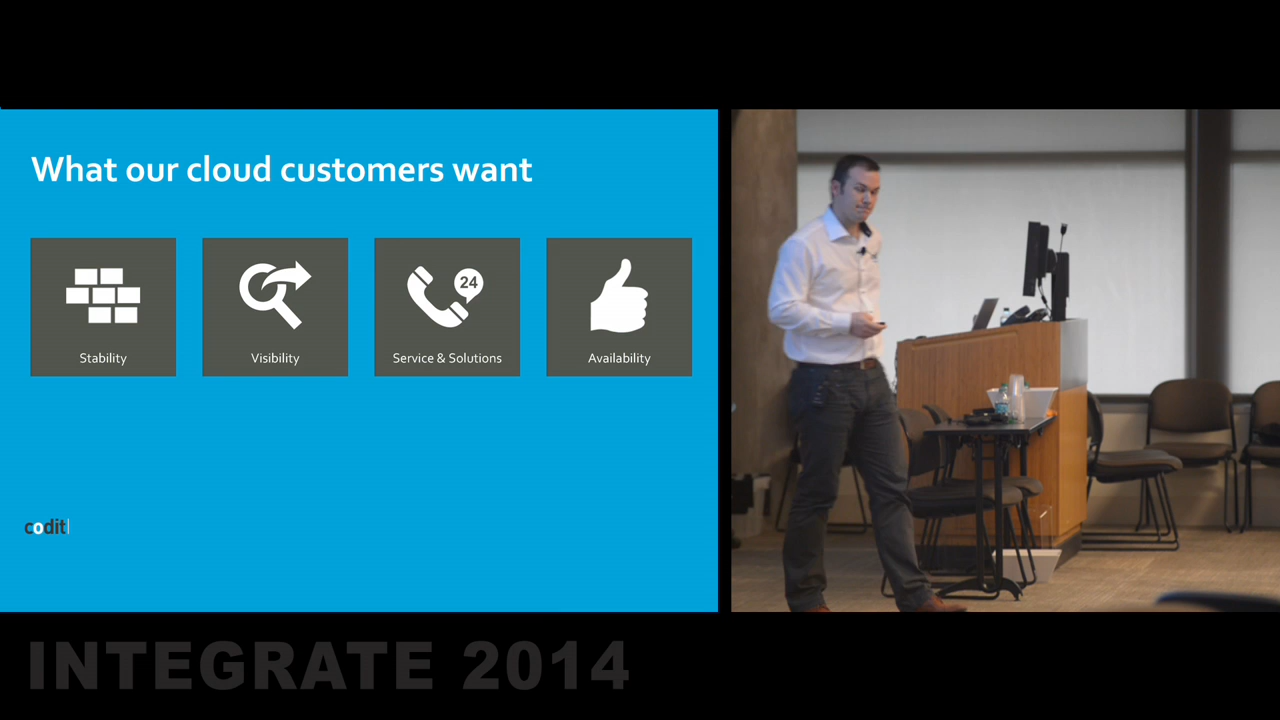 What our cloud customers want
24
Stability
Visibility
Service & Solutions
Availability
codit
INTEGRATE 2014